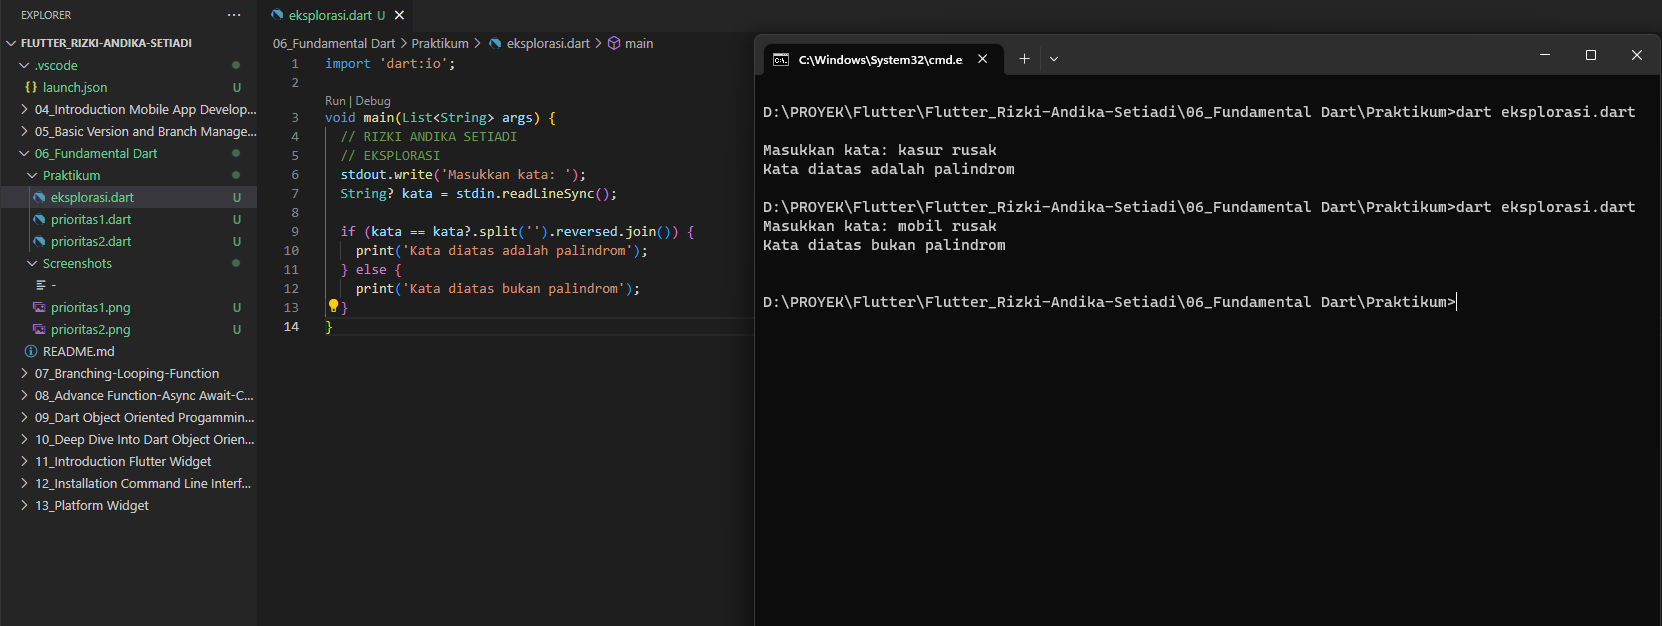 EXPLORER
FLUTTER_RIZKI-ANDIKA-SETIADI
.vscode
{} launch.json U
04_Introduction Mobile App Develop...
05_Basic Version and Branch Manage...
06_Fundamental Dart
Praktikum
eksplorasi.dart U
prioritas1.dart U
prioritas2.dart U
Screenshots
-
prioritas1.png U
prioritas2.png U
README.md
07_Branching-Looping-Function
08_Advance Function-Async Await-C...
09_Dart Object Oriented Progammin...
10_Deep Dive Into Dart Object Orien...
11_Introduction Flutter Widget
12_Installation Command Line Interf...
13_Platform Widget
eksplorasi.dart U
06_Fundamental Dart > Praktikum > eksplorasi.dart > main
1 import 'dart:io';
2
Run | Debug
3 void main(List<String> args) {
4 // RIZKI ANDIKA SETIADI
5 // EKSPLORASI
6 stdout.write('Masukkan kata: ');
7 String? kata = stdin.readLineSync();
8
9 if (kata == kata?.split('').reversed.join()) {
10 print('Kata diatas adalah palindrom');
11 } else {
12 print('Kata diatas bukan palindrom');
13 }
14 }
C:\Windows\System32\cmd.e
D:\PROYEK\Flutter\Flutter_Rizki-Andika-Setiadi\06_Fundamental Dart\Praktikum>dart eksplorasi.dart
Masukkan kata: kasur rusak
Kata diatas adalah palindrom
D:\PROYEK\Flutter\Flutter_Rizki-Andika-Setiadi\06_Fundamental Dart\Praktikum>dart eksplorasi.dart
Masukkan kata: mobil rusak
Kata diatas bukan palindrom
D:\PROYEK\Flutter\Flutter_Rizki-Andika-Setiadi\06_Fundamental Dart\Praktikum>